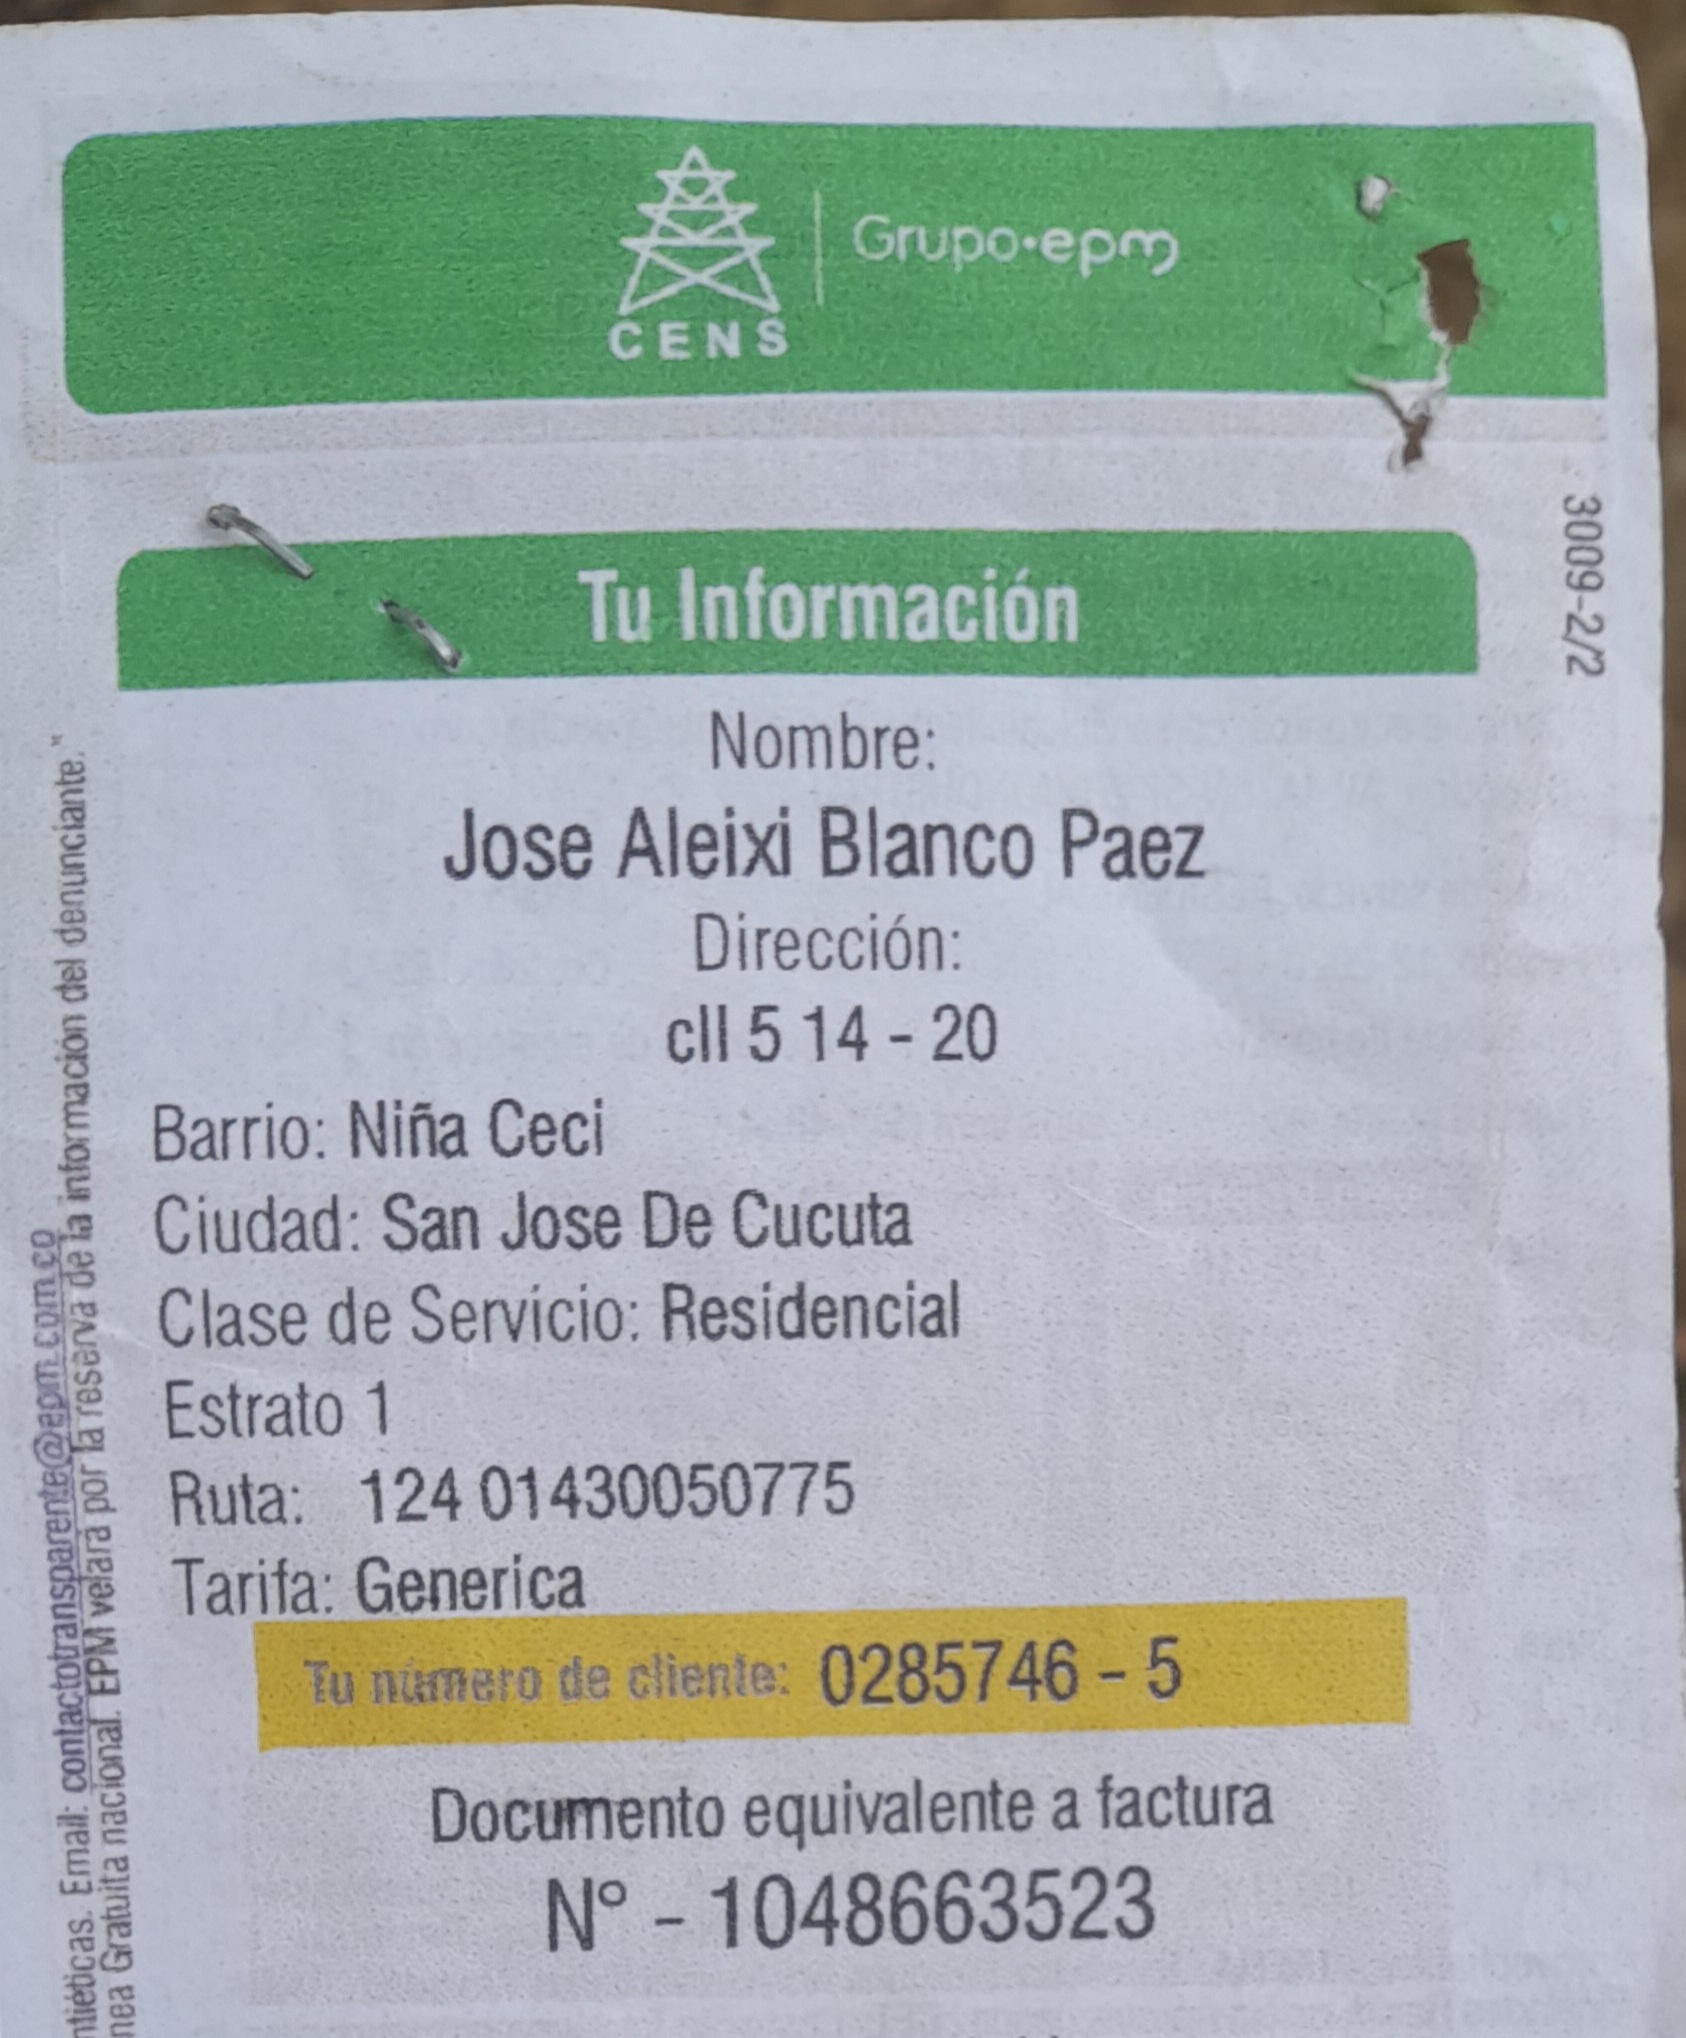 CENS
Grupo·epm
3009-2/2
Tu Información
Nombre:
Jose Aleixi Blanco Paez
Dirección:
cll 5 14 - 20
Barrio: Niña Ceci
Ciudad: San Jose De Cucuta
Clase de Servicio: Residencial
Estrato 1
Ruta: 124 01430050775
Tarifa: Generica
Tu número de cliente: 0285746 - 5
Documento equivalente a factura
N° - 1048663523
Email: contactotransparente@epm.com.co
Gratuita nacional. EPM velará por la reserva de la información del denunciante."